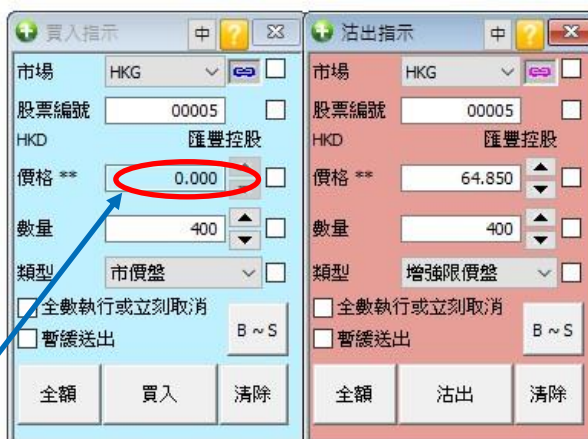 買入指示 中 ?
市場 HKG
股票編號 00005
HKD 匯豐控股
價格 ** 0.000
數量 400
類型 市價盤
全數執行或立刻取消
暫緩送出
B ~ S
全額 買入 清除
沽出指示 中 ?
市場 HKG
股票編號 00005
HKD 匯豐控股
價格 ** 64.850
數量 400
類型 增強限價盤
全數執行或立刻取消
暫緩送出
B ~ S
全額 沽出 清除